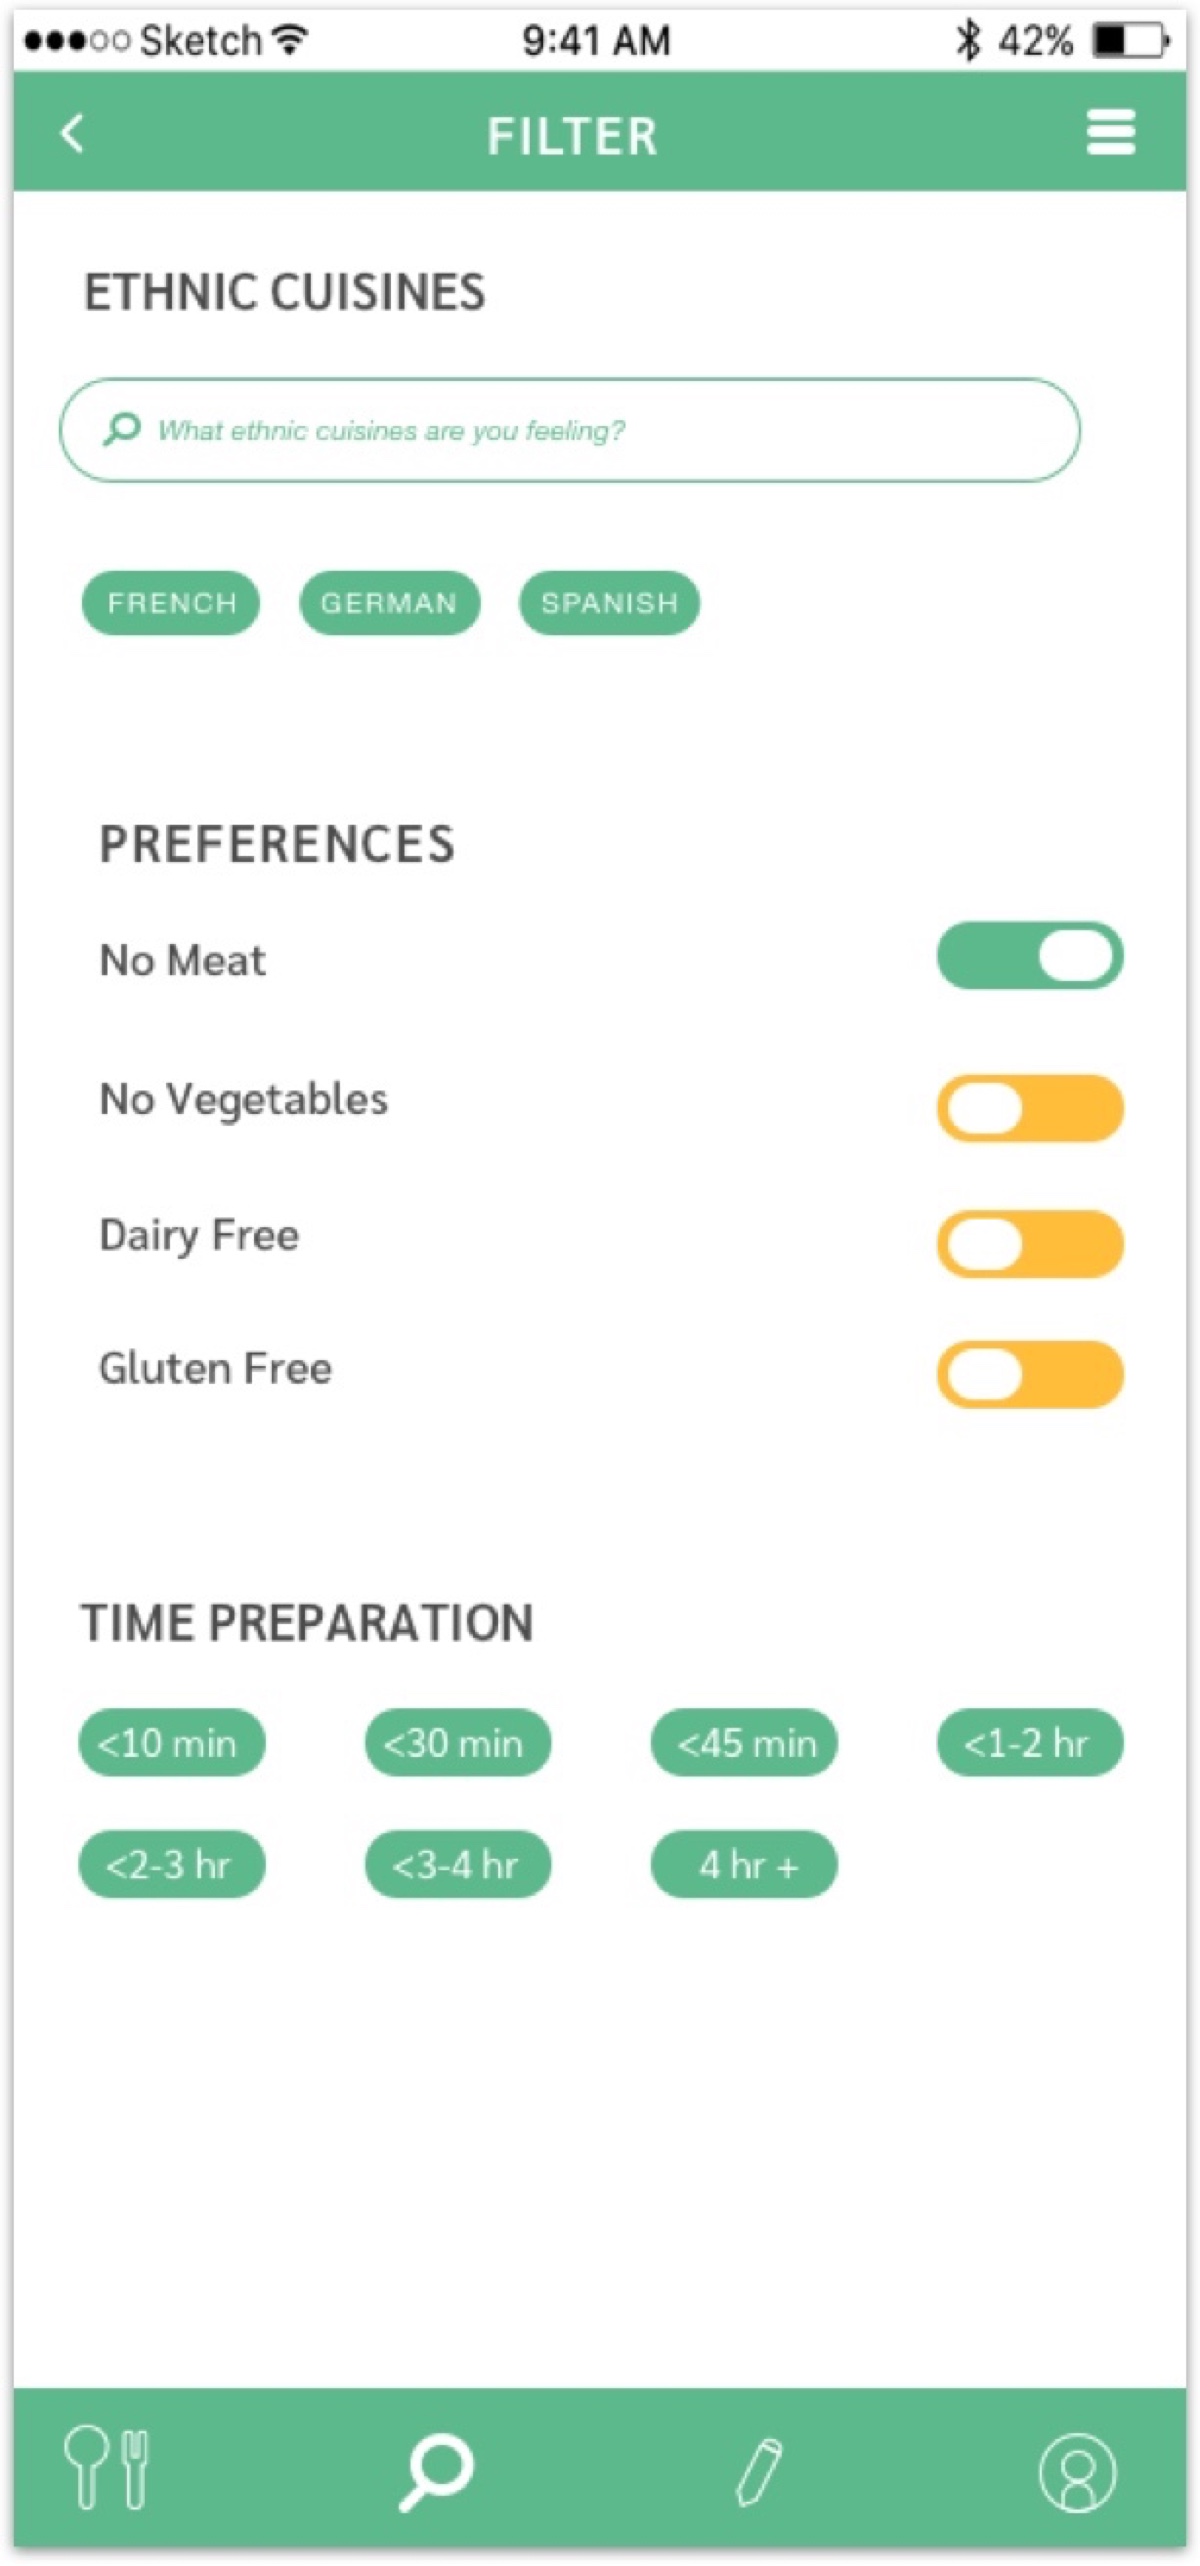 Sketch 9:41 AM 42%
FILTER
ETHNIC CUISINES
What ethnic cuisines are you feeling?
FRENCH GERMAN SPANISH
PREFERENCES
No Meat
No Vegetables
Dairy Free
Gluten Free
TIME PREPARATION
<10 min <30 min <45 min <1-2 hr
<2-3 hr <3-4 hr 4 hr +